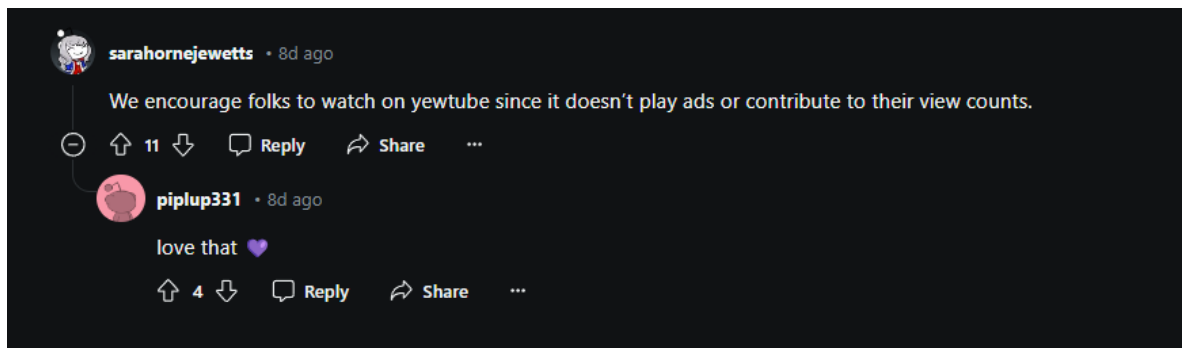 sarahornejewetts • 8d ago
We encourage folks to watch on yewtube since it doesn’t play ads or contribute to their view counts.
11 Reply Share ...
piplup331 • 8d ago
love that 💜
4 Reply Share ...